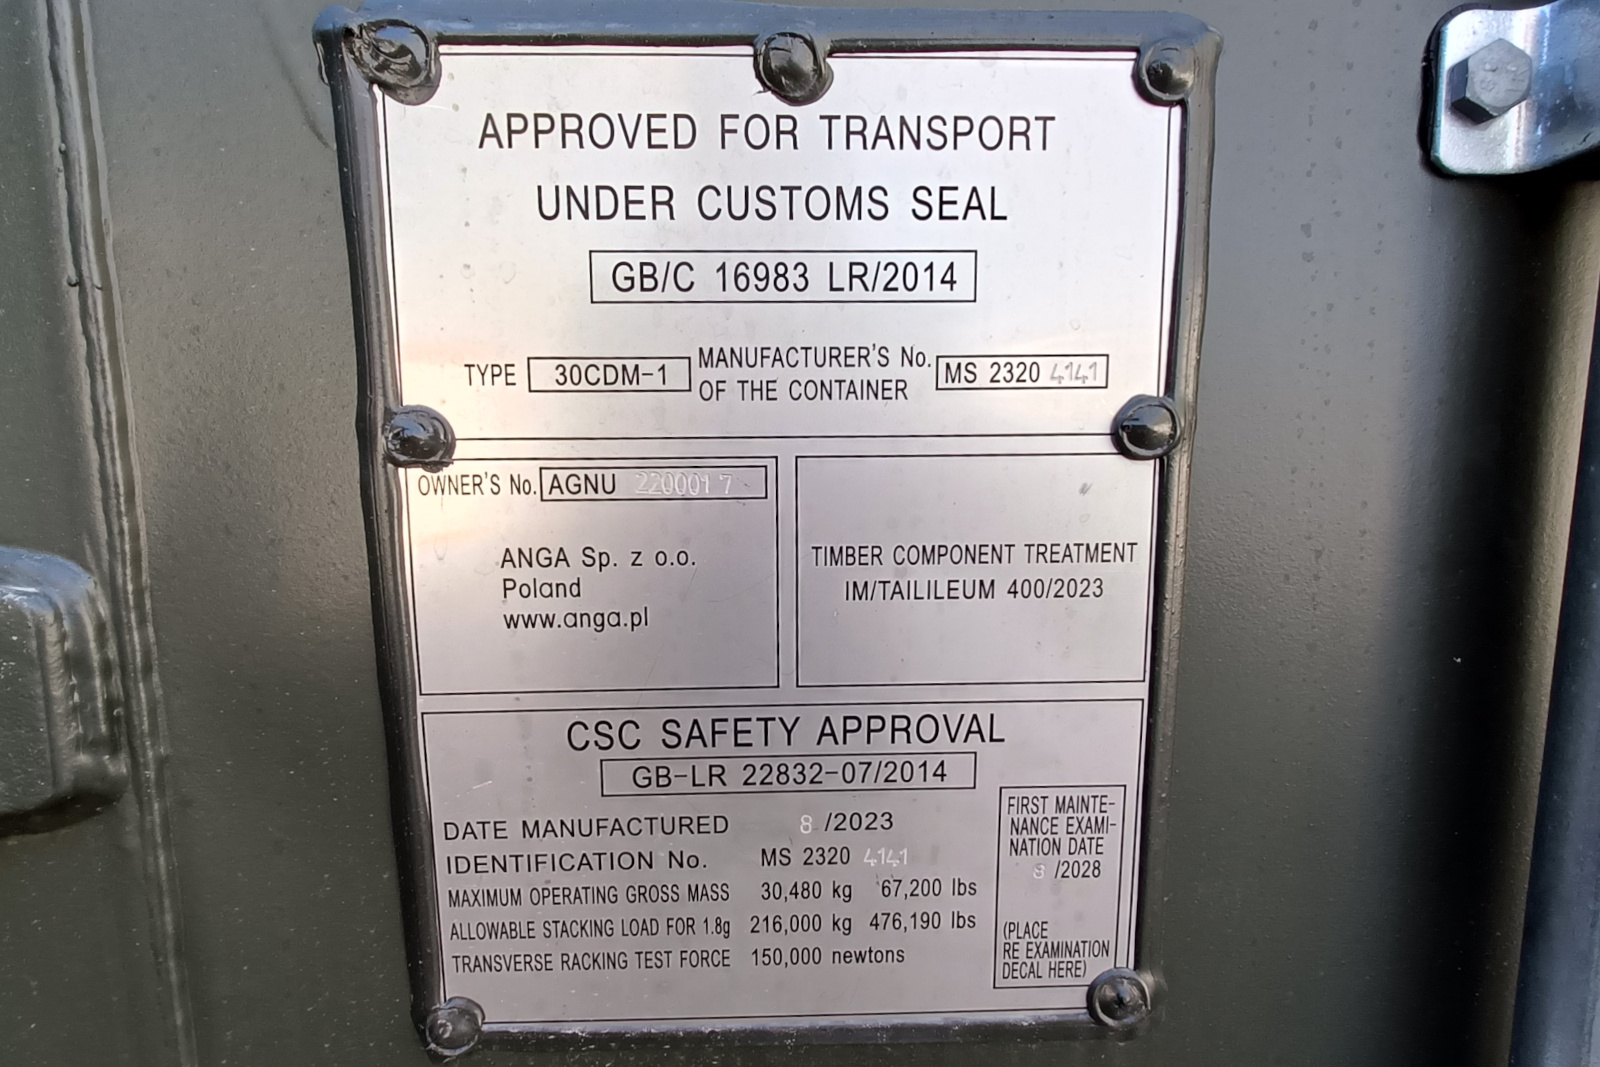 APPROVED FOR TRANSPORT
UNDER CUSTOMS SEAL
GB/C 16983 LR/2014
TYPE 30CDM-1 MANUFACTURER'S No. OF THE CONTAINER MS 2320 4141
OWNER'S No. AGNU 220001 7
ANGA Sp. z o.o.
Poland
www.anga.pl
TIMBER COMPONENT TREATMENT
IM/TAILILEUM 400/2023
CSC SAFETY APPROVAL
GB-LR 22832-07/2014
DATE MANUFACTURED 8 /2023
IDENTIFICATION No. MS 2320 4141
MAXIMUM OPERATING GROSS MASS 30,480 kg 67,200 lbs
ALLOWABLE STACKING LOAD FOR 1.8g 216,000 kg 476,190 lbs
TRANSVERSE RACKING TEST FORCE 150,000 newtons
FIRST MAINTE-
NANCE EXAMI-
NATION DATE
8 /2028
(PLACE
RE EXAMINATION
DECAL HERE)